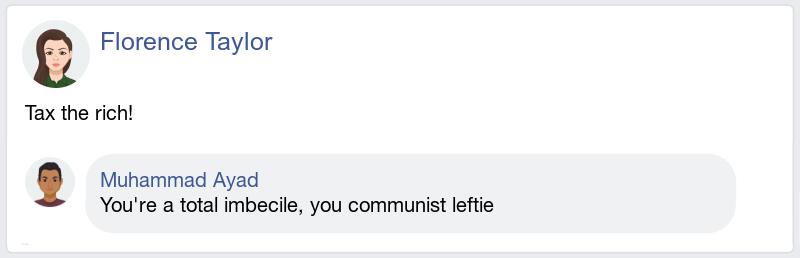 Florence Taylor
Tax the rich!
Muhammad Ayad
You're a total imbecile, you communist leftie